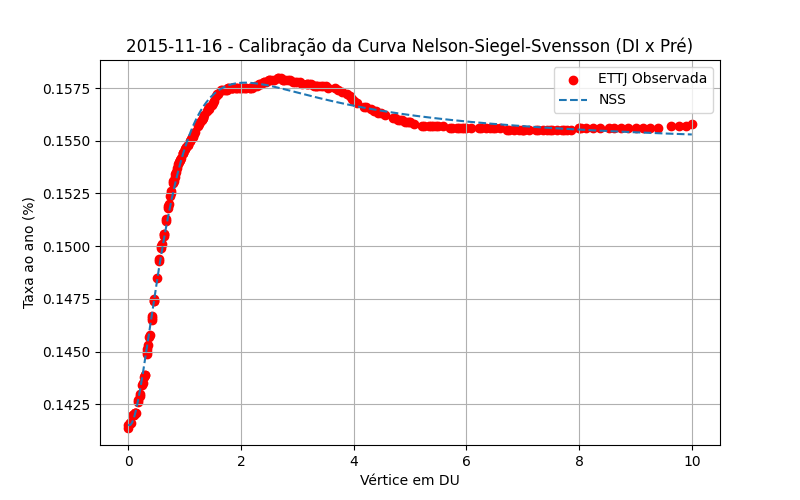 2015-11-16 - Calibração da Curva Nelson-Siegel-Svensson (DI x Pré)
ETTJ Observada
NSS
Taxa ao ano (%)
0.1575
0.1550
0.1525
0.1500
0.1475
0.1450
0.1425
0 2 4 6 8 10
Vértice em DU